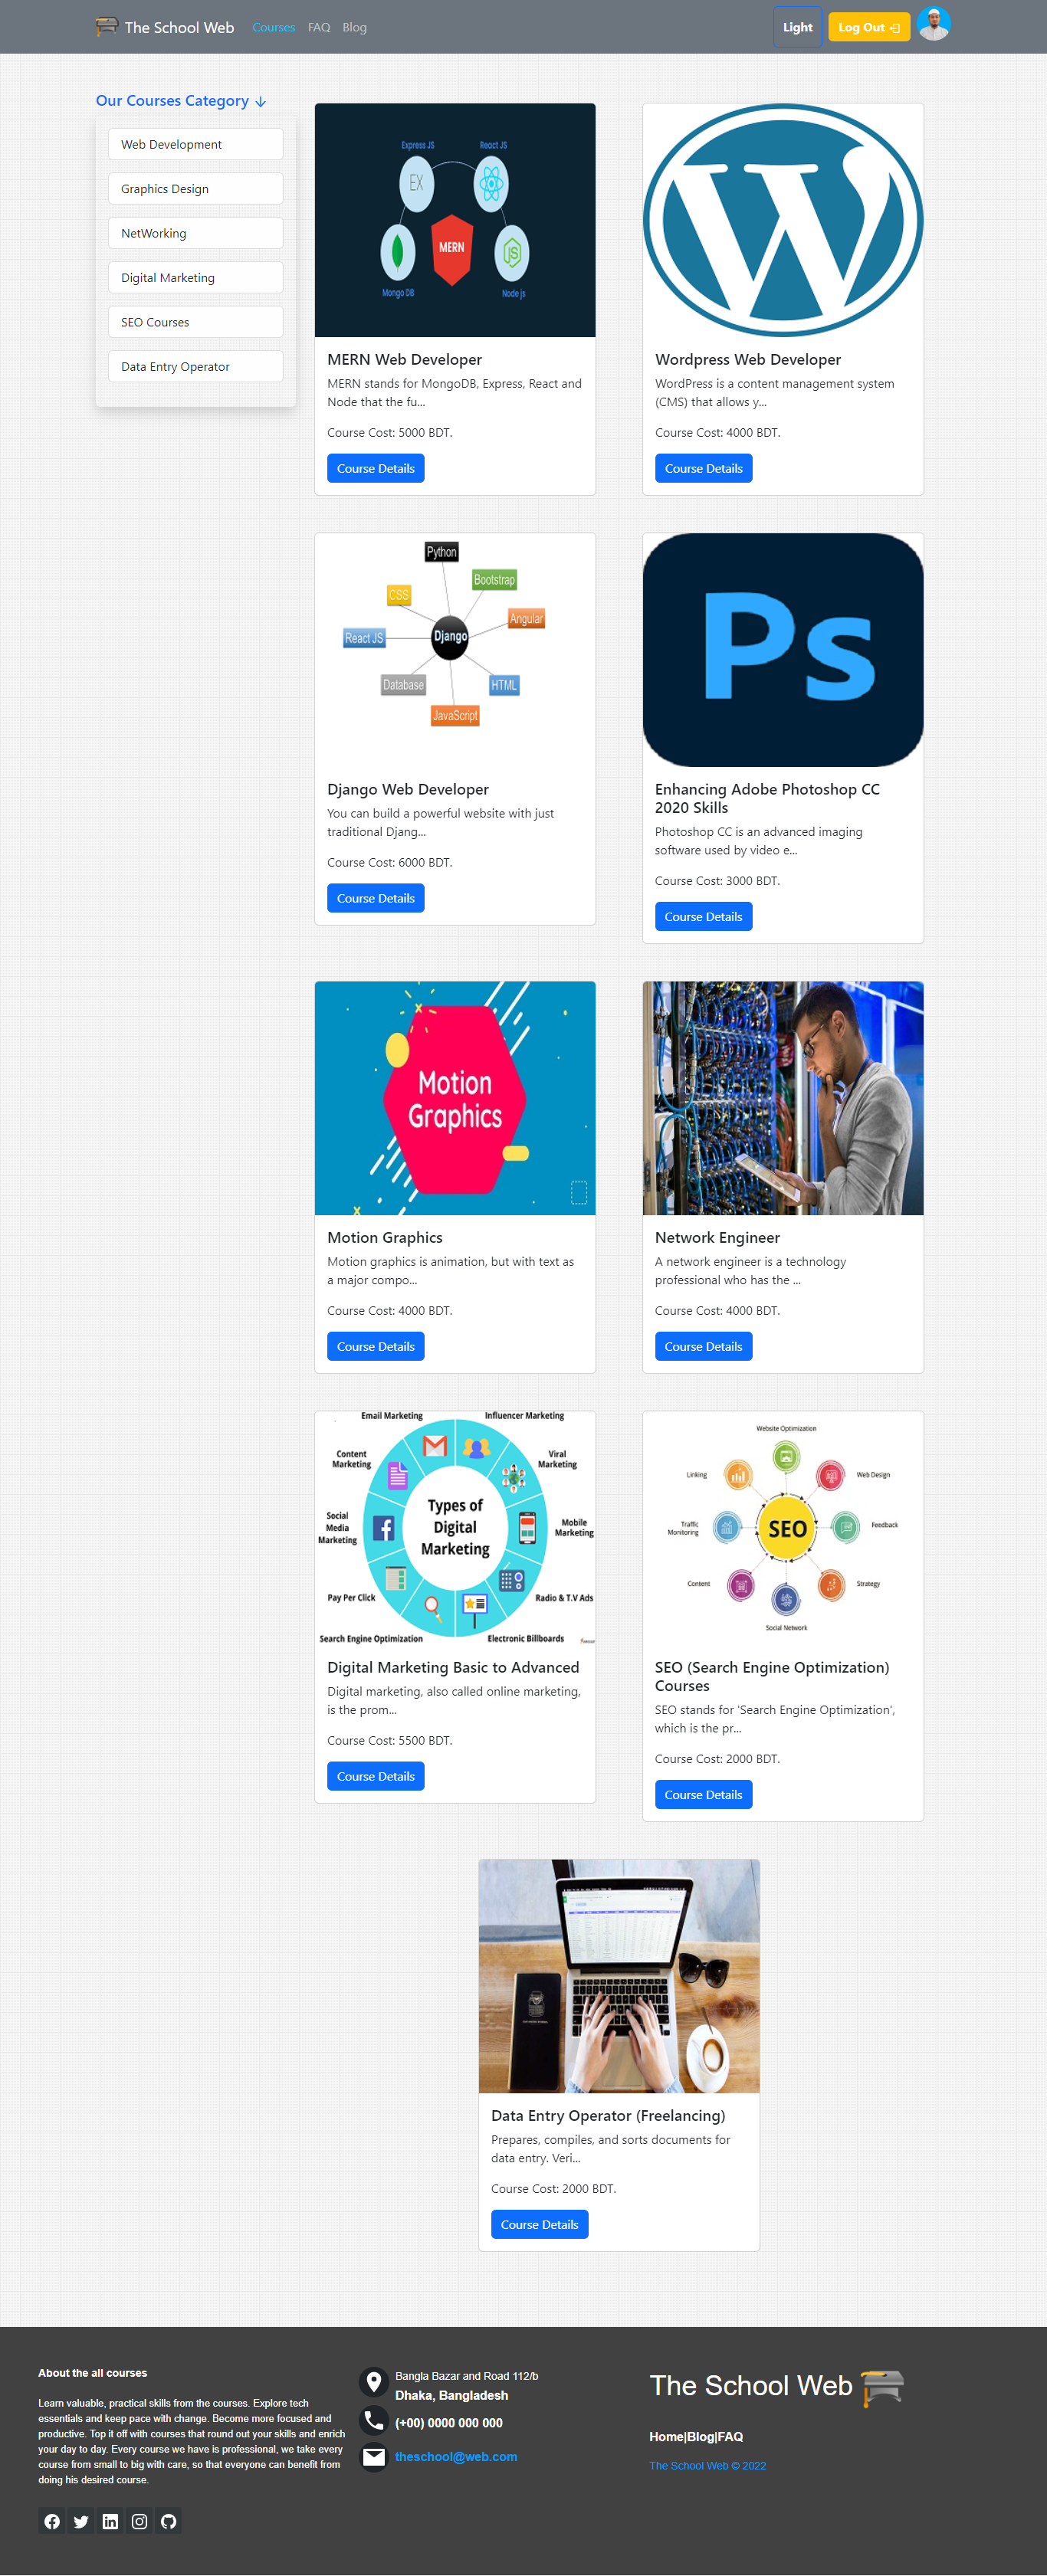 The School Web
Courses
FAQ
Blog
Light
Log Out
Our Courses Category
Web Development
Graphics Design
NetWorking
Digital Marketing
SEO Courses
Data Entry Operator
Express JS
React JS
EX
MERN
JS
Mongo DB
Node js
MERN Web Developer
MERN stands for MongoDB, Express, React and
Node that the fu...
Course Cost: 5000 BDT.
Course Details
W
Wordpress Web Developer
WordPress is a content management system
(CMS) that allows y...
Course Cost: 4000 BDT.
Course Details
Python
Bootstrap
CSS
Angular
React JS
Django
Database
HTML
JavaScript
Django Web Developer
You can build a powerful website with just
traditional Djang...
Course Cost: 6000 BDT.
Course Details
Ps
Enhancing Adobe Photoshop CC
2020 Skills
Photoshop CC is an advanced imaging
software used by video e...
Course Cost: 3000 BDT.
Course Details
Motion
Graphics
Motion Graphics
Motion graphics is animation, but with text as
a major compo...
Course Cost: 4000 BDT.
Course Details
Network Engineer
A network engineer is a technology
professional who has the ...
Course Cost: 4000 BDT.
Course Details
Email Marketing
Influencer Marketing
Content
Marketing
Viral
Marketing
Types of
Digital
Marketing
Social
Media
Marketing
Mobile
Marketing
Pay Per Click
Radio & T.V Ads
Search Engine Optimization
Electronic Billboards
Digital Marketing Basic to Advanced
Digital marketing, also called online marketing,
is the prom...
Course Cost: 5500 BDT.
Course Details
Website Optimization
Linking
Web Design
Traffic
Monitoring
SEO
Feedback
Content
Strategy
Social Network
SEO (Search Engine Optimization)
Courses
SEO stands for 'Search Engine Optimization',
which is the pr...
Course Cost: 2000 BDT.
Course Details
Data Entry Operator (Freelancing)
Prepares, compiles, and sorts documents for
data entry. Veri...
Course Cost: 2000 BDT.
Course Details
About the all courses
Learn valuable, practical skills from the courses. Explore tech
essentials and keep pace with change. Become more focused and
productive. Top it off with courses that round out your skills and enrich
your day to day. Every course we have is professional, we take every
course from small to big with care, so that everyone can benefit from
doing his desired course.
Bangla Bazar and Road 112/b
Dhaka, Bangladesh
(+00) 0000 000 000
theschool@web.com
The School Web
Home|Blog|FAQ
The School Web © 2022